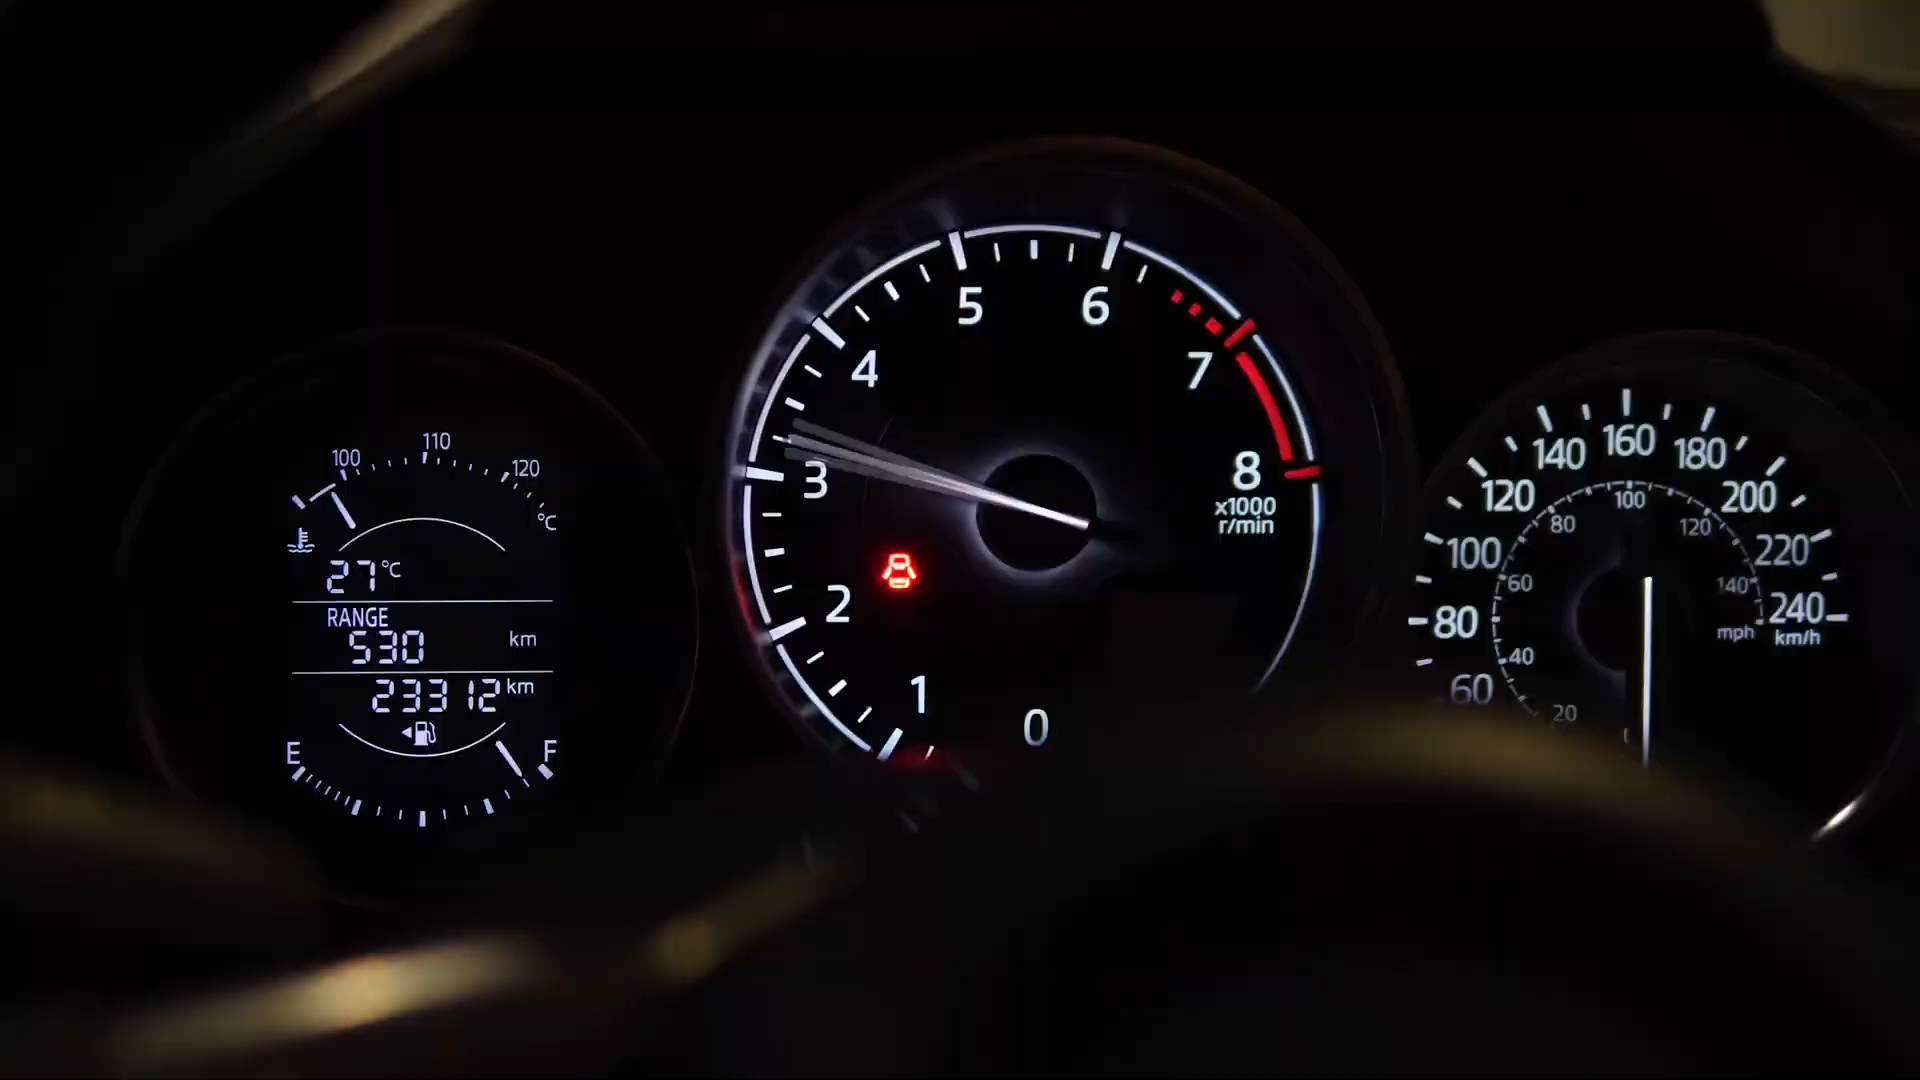 100 110 120
°C
27°C
RANGE
530 km
23312 km
E F
0 1 2 3 4 5 6 7 8
x1000
r/min
60 80 100 120 140 160 180 200 220 240
km/h
20 40 60 80 100 120 140
mph